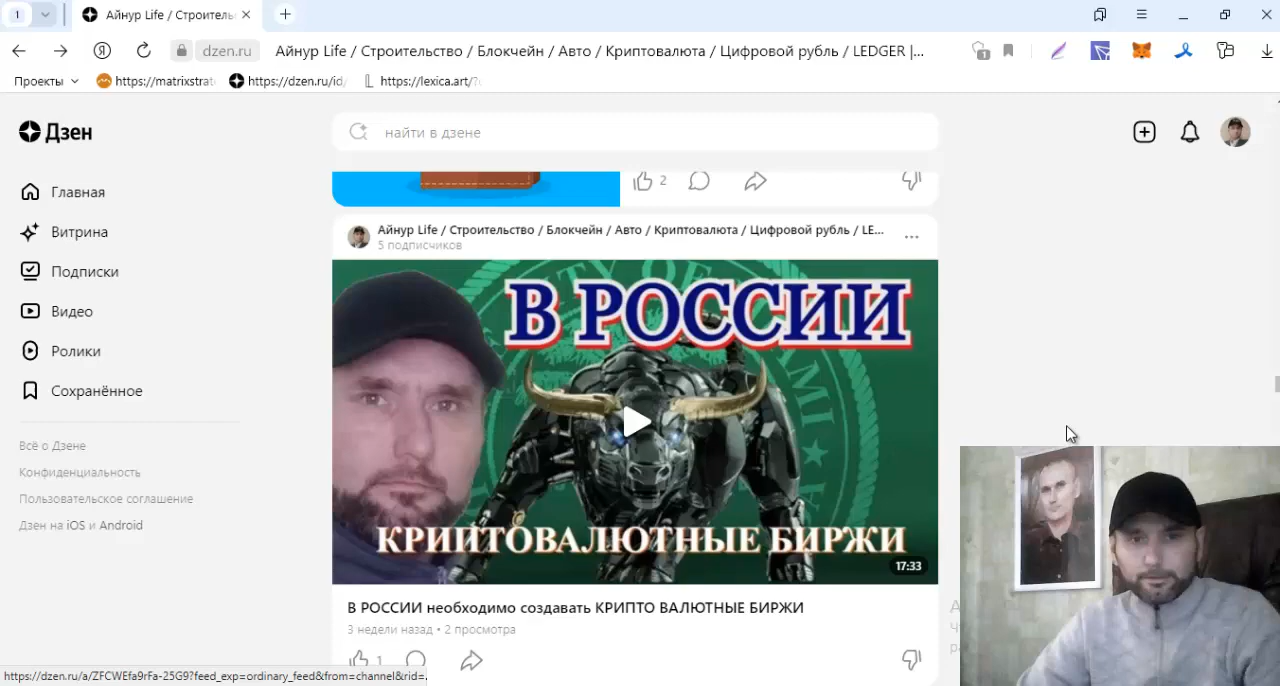 1
Айнур Life / Строитель
dzen.ru
Айнур Life / Строительство / Блокчейн / Авто / Криптовалюта / Цифровой рубль / LEDGER |...
1
Проекты
https://matrixstrat
https://dzen.ru/id/
https://lexica.art/?
Дзен
найти в дзене
Главная
Витрина
Подписки
Видео
Ролики
Сохранённое
Всё о Дзене
Конфиденциальность
Пользовательское соглашение
Дзен на iOS и Android
2
Айнур Life / Строительство / Блокчейн / Авто / Криптовалюта / Цифровой рубль / LE...
5 подписчиков
В РОССИИ
КРИПТОВАЛЮТНЫЕ БИРЖИ
17:33
В РОССИИ необходимо создавать КРИПТО ВАЛЮТНЫЕ БИРЖИ
3 недели назад • 2 просмотра
1
https://dzen.ru/a/ZFCWEfa9rFa-25G9?feed_exp=ordinary_feed&from=channel&rid=.